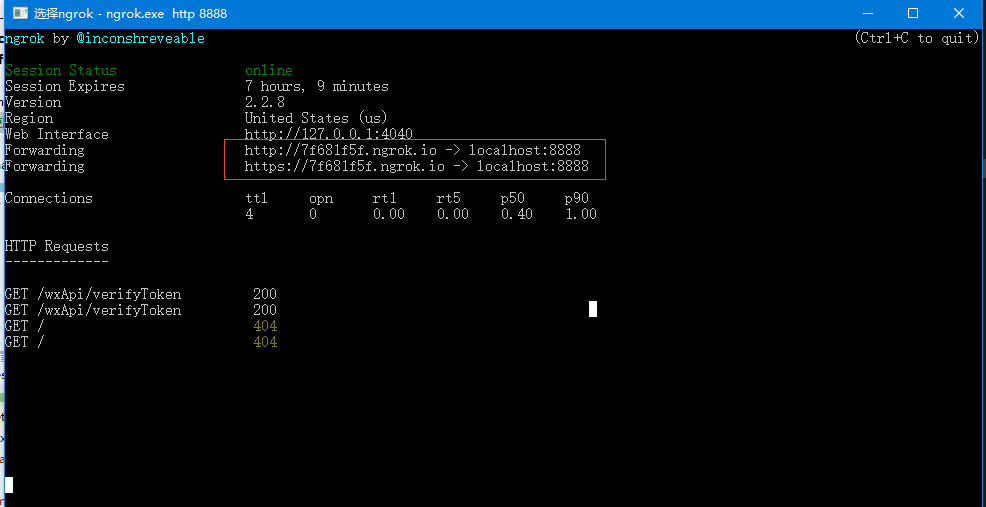 选择ngrok - ngrok.exe http 8888
ngrok by @inconshreveable (Ctrl+C to quit)
Session Status online
Session Expires 7 hours, 9 minutes
Version 2.2.8
Region United States (us)
Web Interface http://127.0.0.1:4040
Forwarding http://7f681f5f.ngrok.io -> localhost:8888
Forwarding https://7f681f5f.ngrok.io -> localhost:8888
Connections ttl opn rt1 rt5 p50 p90
4 0 0.00 0.00 0.40 1.00
HTTP Requests
-------------
GET /wxApi/verifyToken 200
GET /wxApi/verifyToken 200
GET / 404
GET / 404